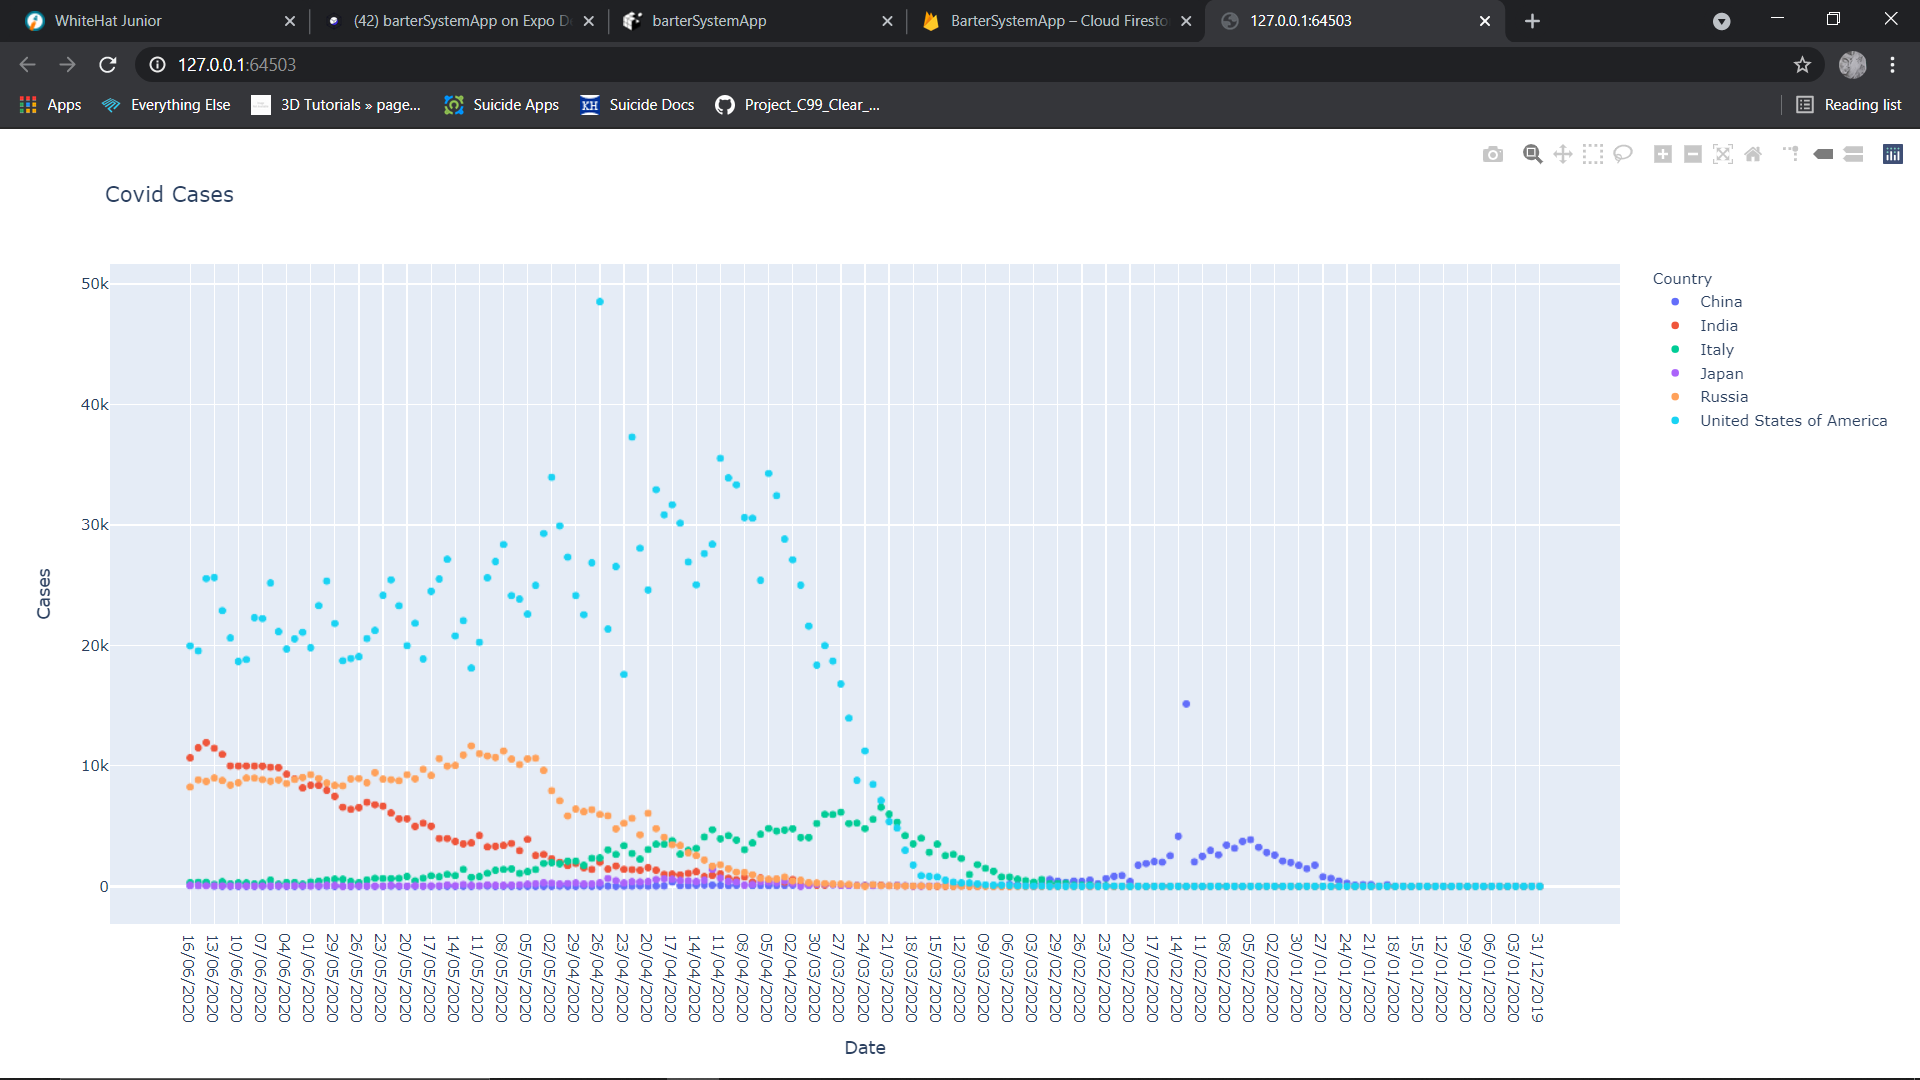 WhiteHat Junior
(42) barterSystemApp on Expo D
barterSystemApp
BarterSystemApp – Cloud Firesto
127.0.0.1:64503
127.0.0.1:64503
Apps
Everything Else
3D Tutorials » page...
Suicide Apps
KH
Suicide Docs
Project_C99_Clear_...
Reading list
Covid Cases
50k
40k
30k
20k
10k
0
Cases
16/06/2020
13/06/2020
10/06/2020
07/06/2020
04/06/2020
01/06/2020
29/05/2020
26/05/2020
23/05/2020
20/05/2020
17/05/2020
14/05/2020
11/05/2020
08/05/2020
05/05/2020
02/05/2020
29/04/2020
26/04/2020
23/04/2020
20/04/2020
17/04/2020
14/04/2020
11/04/2020
08/04/2020
05/04/2020
02/04/2020
30/03/2020
27/03/2020
24/03/2020
21/03/2020
18/03/2020
15/03/2020
12/03/2020
09/03/2020
06/03/2020
03/03/2020
29/02/2020
26/02/2020
23/02/2020
20/02/2020
17/02/2020
14/02/2020
11/02/2020
08/02/2020
05/02/2020
02/02/2020
30/01/2020
27/01/2020
24/01/2020
21/01/2020
18/01/2020
15/01/2020
12/01/2020
09/01/2020
06/01/2020
03/01/2020
31/12/2019
Date
Country
China
India
Italy
Japan
Russia
United States of America